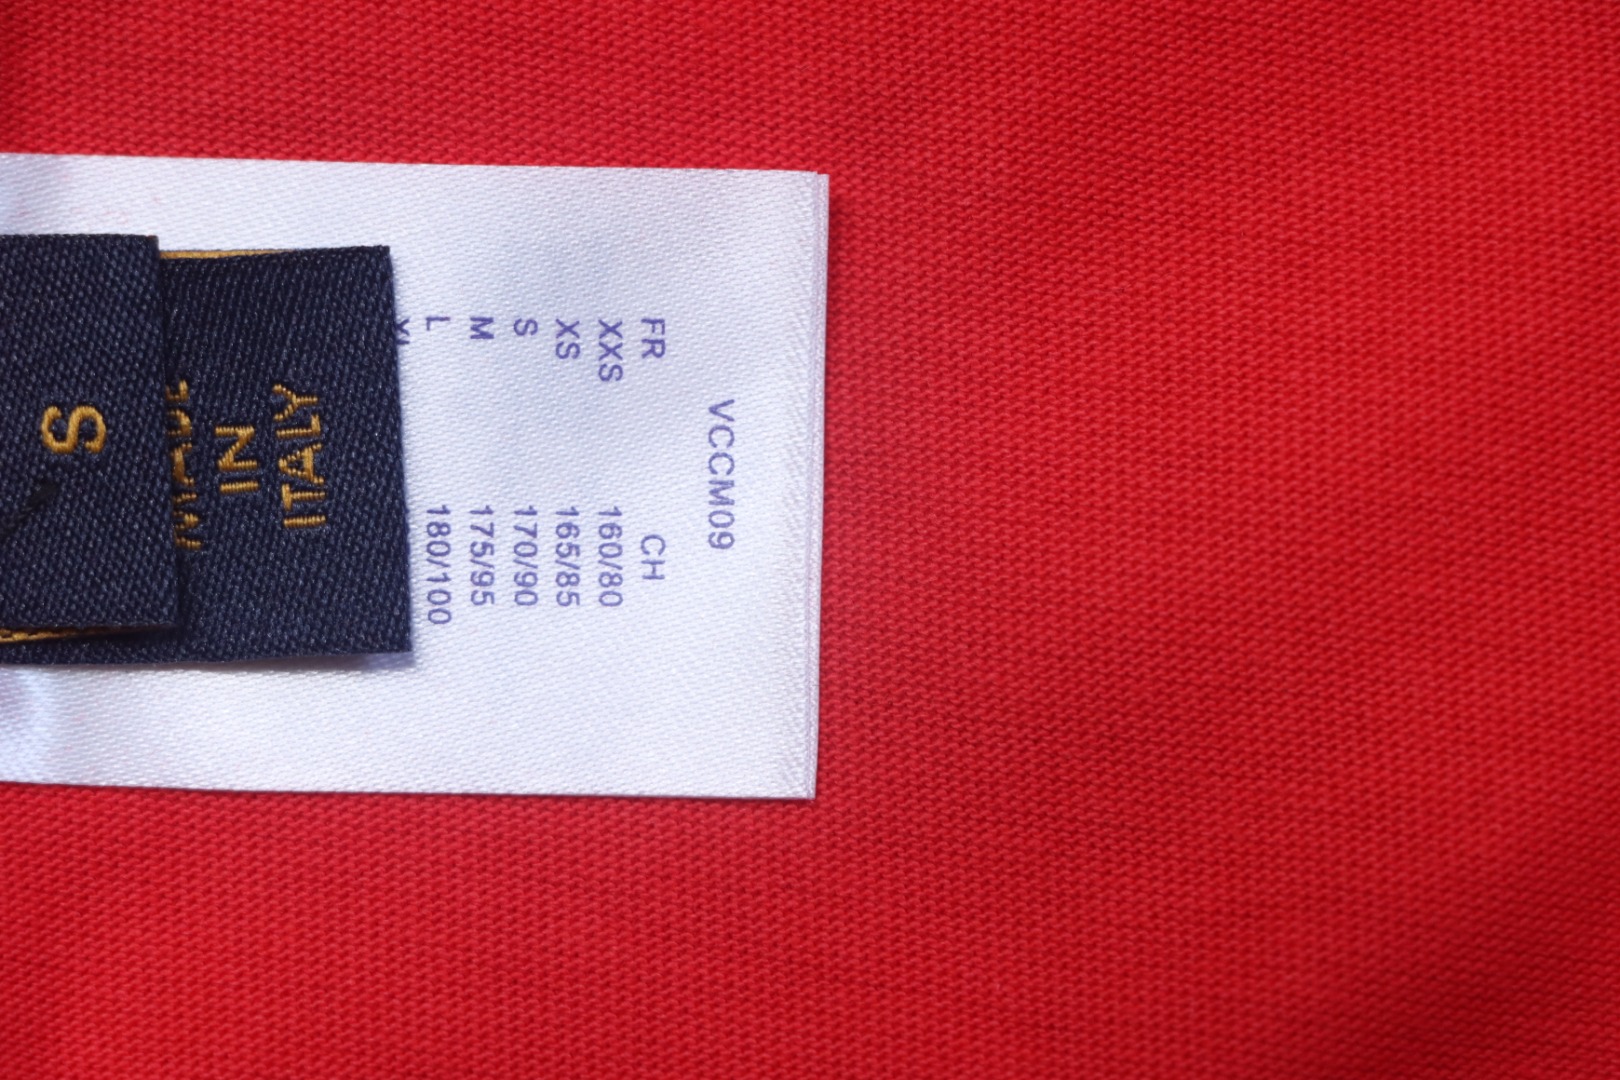 S
MADE
IN
ITALY
VCCM09
FR CH
XXS 160/80
XS 165/85
S 170/90
M 175/95
L 180/100